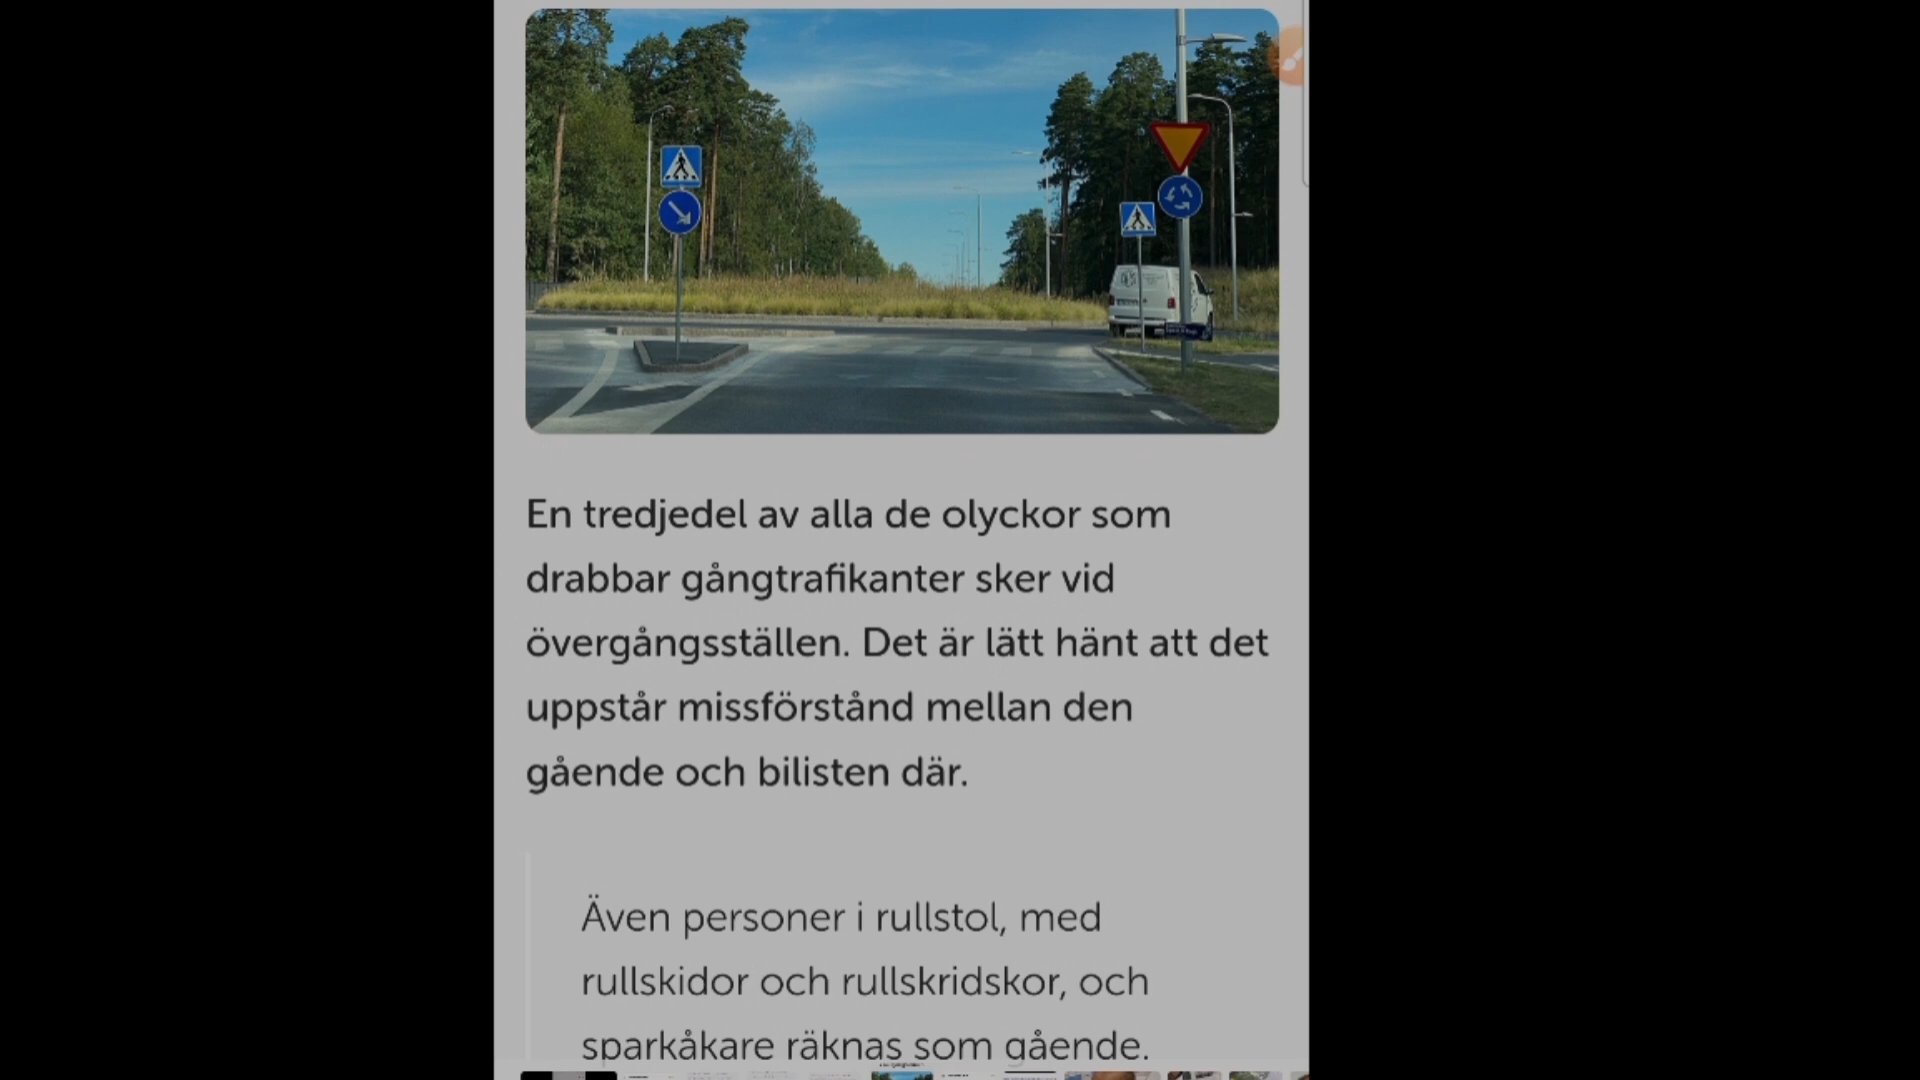 En tredjedel av alla de olyckor som
drabbar gångtrafikanter sker vid
övergångsställen. Det är lätt hänt att det
uppstår missförstånd mellan den
gående och bilisten där.
Även personer i rullstol, med
rullskidor och rullskridskor, och
sparkåkare räknas som gående.